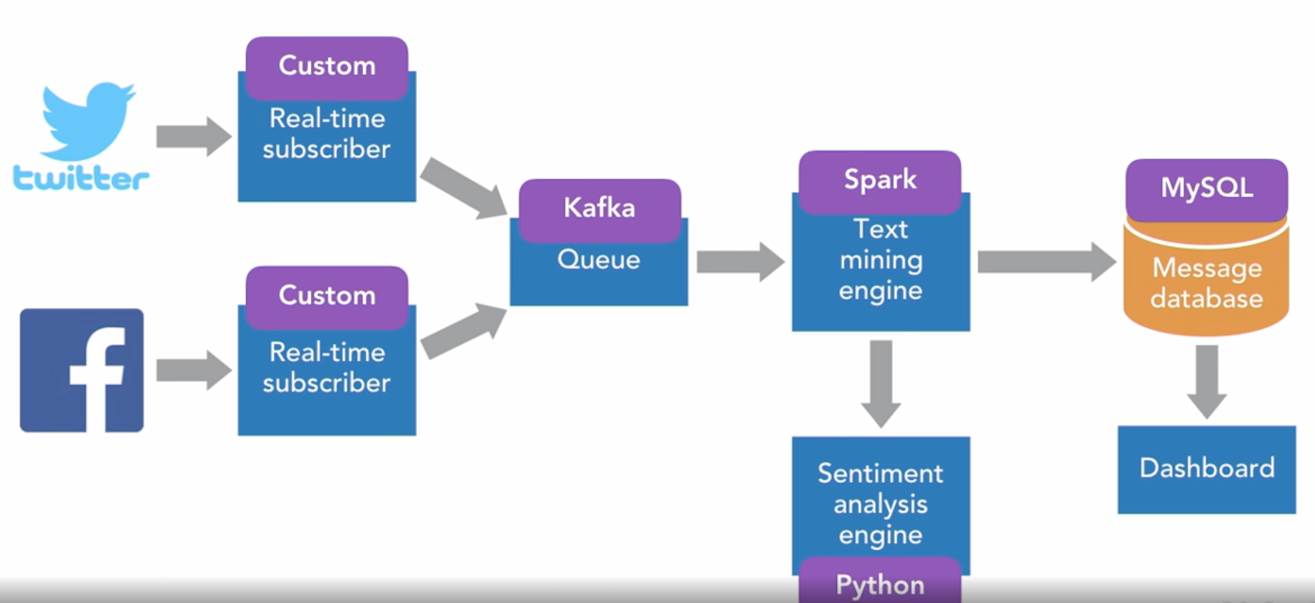 twitter
Custom
Real-time
subscriber
Custom
Real-time
subscriber
Kafka
Queue
Spark
Text
mining
engine
Sentiment
analysis
engine
Python
MySQL
Message
database
Dashboard